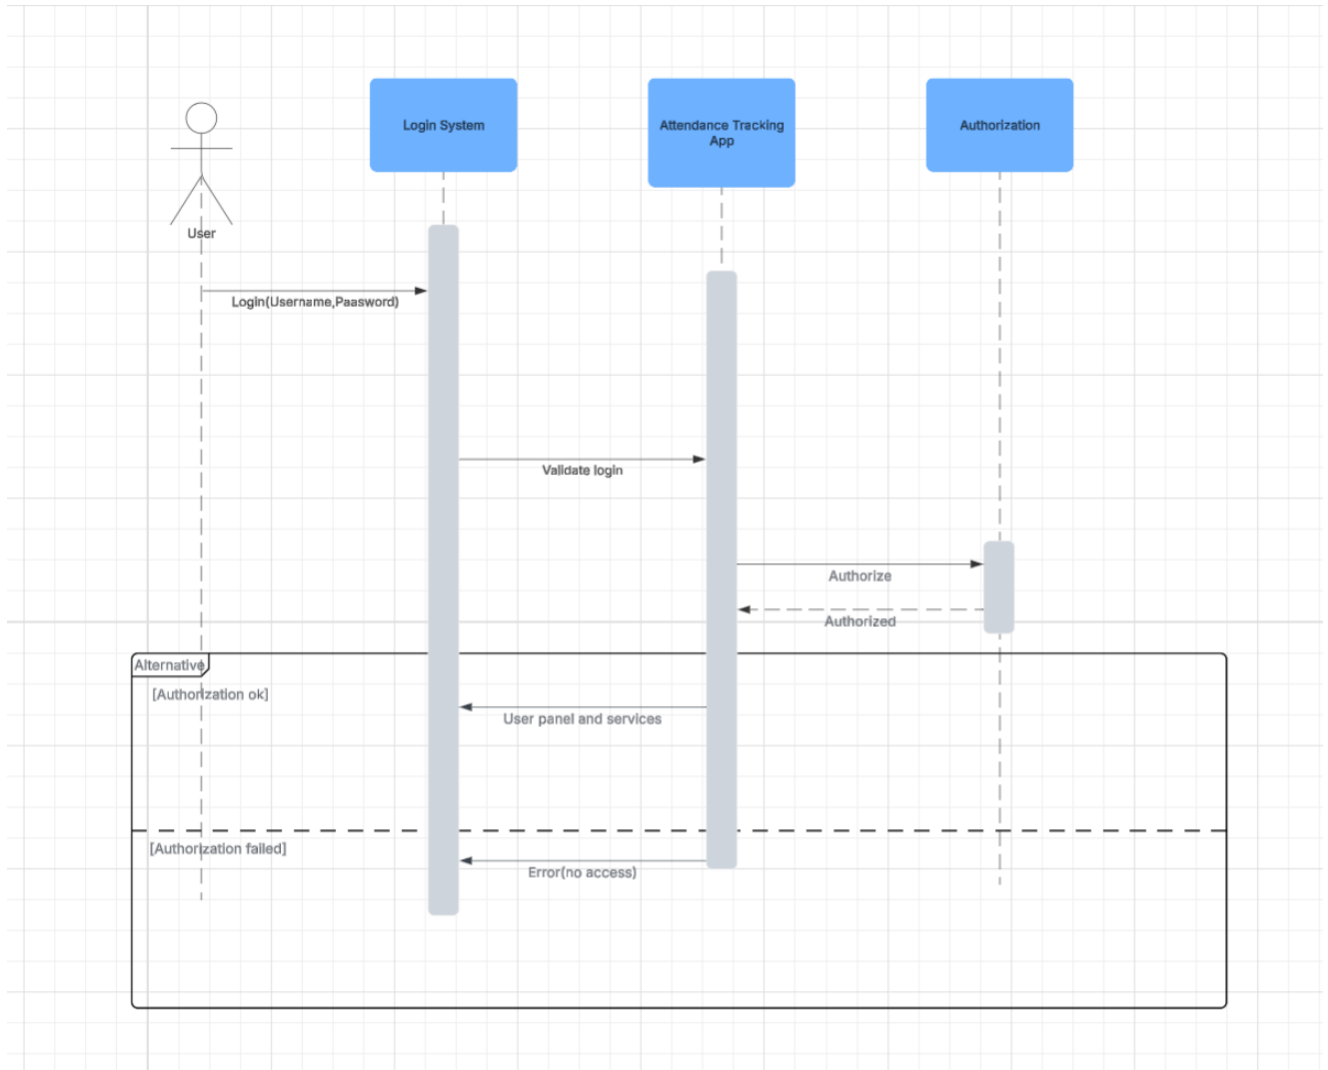 Login System
Attendance Tracking
App
Authorization
User
Login(Username,Paasword)
Validate login
Authorize
Authorized
Alternative
[Authorization ok]
User panel and services
[Authorization failed]
Error(no access)